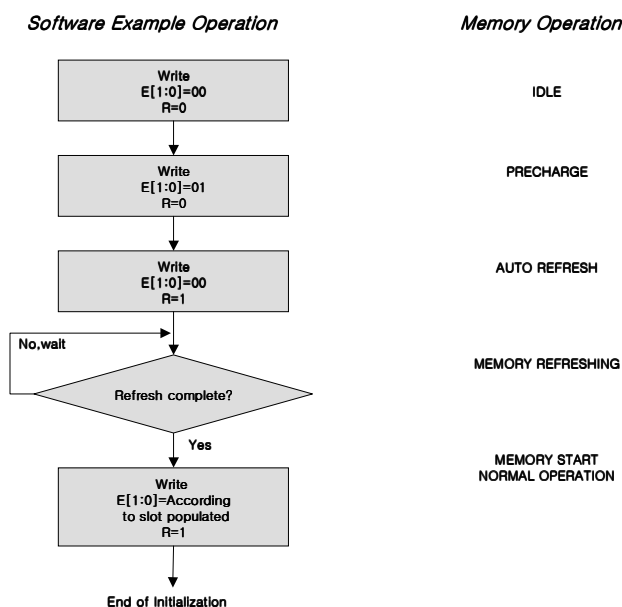 Software Example Operation
Memory Operation
Write
E[1:0]=00
R=0
IDLE
Write
E[1:0]=01
R=0
PRECHARGE
Write
E[1:0]=00
R=1
AUTO REFRESH
No,wait
Refresh complete?
MEMORY REFRESHING
Yes
Write
E[1:0]=According
to slot populated
R=1
MEMORY START
NORMAL OPERATION
End of Initialization